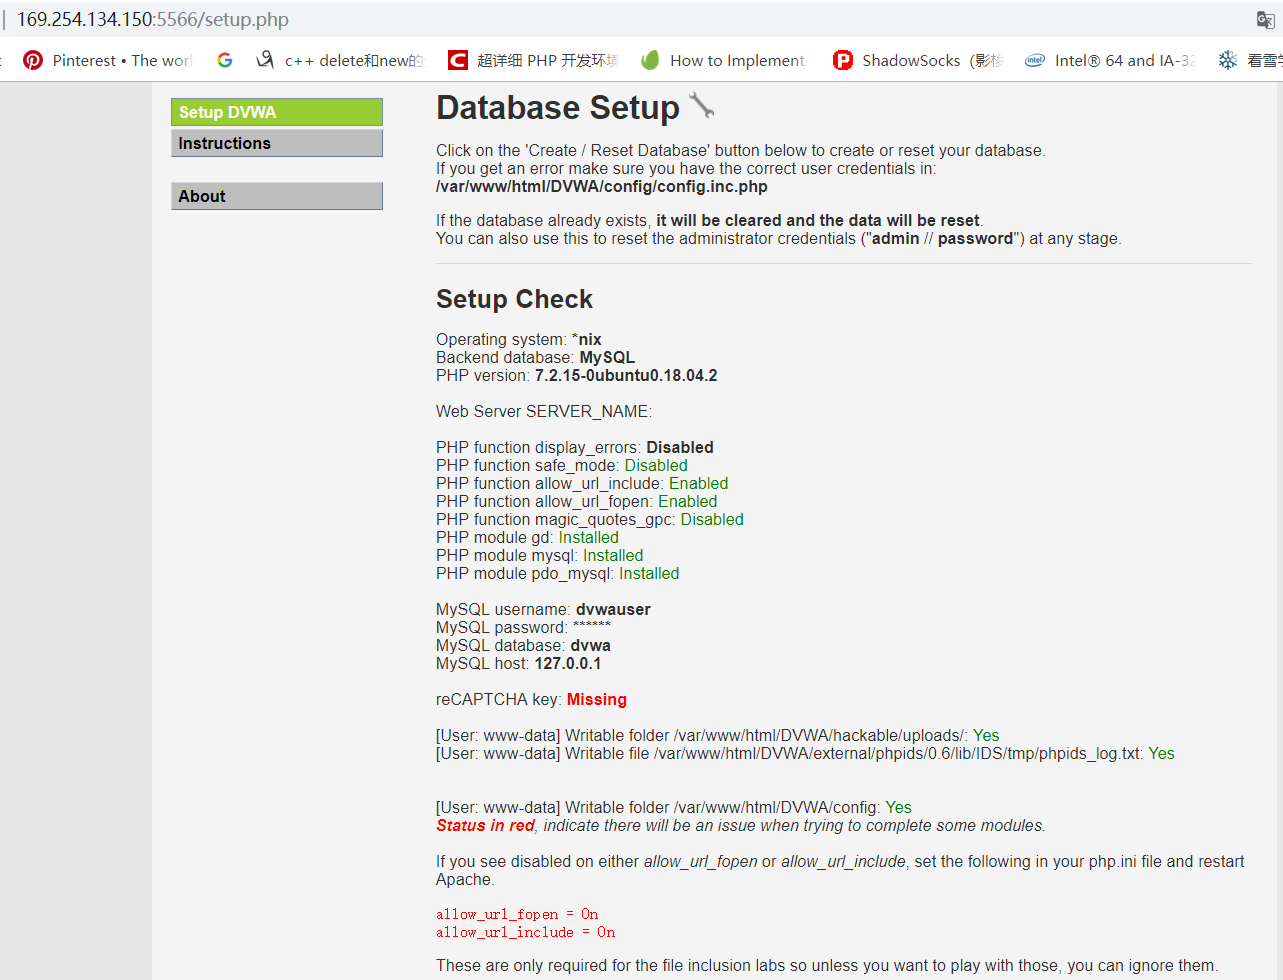 169.254.134.150:5566/setup.php
Pinterest • The worl
c++ delete和new的
超详细 PHP 开发环境
How to Implement
ShadowSocks（影梭
Intel® 64 and IA-32
看雪学
Setup DVWA
Instructions
About
Database Setup
Click on the 'Create / Reset Database' button below to create or reset your database.
If you get an error make sure you have the correct user credentials in:
/var/www/html/DVWA/config/config.inc.php
If the database already exists, it will be cleared and the data will be reset.
You can also use this to reset the administrator credentials ("admin // password") at any stage.
Setup Check
Operating system: *nix
Backend database: MySQL
PHP version: 7.2.15-0ubuntu0.18.04.2
Web Server SERVER_NAME:
PHP function display_errors: Disabled
PHP function safe_mode: Disabled
PHP function allow_url_include: Enabled
PHP function allow_url_fopen: Enabled
PHP function magic_quotes_gpc: Disabled
PHP module gd: Installed
PHP module mysql: Installed
PHP module pdo_mysql: Installed
MySQL username: dvwauser
MySQL password: ******
MySQL database: dvwa
MySQL host: 127.0.0.1
reCAPTCHA key: Missing
[User: www-data] Writable folder /var/www/html/DVWA/hackable/uploads/: Yes
[User: www-data] Writable file /var/www/html/DVWA/external/phpids/0.6/lib/IDS/tmp/phpids_log.txt: Yes
[User: www-data] Writable folder /var/www/html/DVWA/config: Yes
Status in red, indicate there will be an issue when trying to complete some modules.
If you see disabled on either allow_url_fopen or allow_url_include, set the following in your php.ini file and restart
Apache.
allow_url_fopen = On
allow_url_include = On
These are only required for the file inclusion labs so unless you want to play with those, you can ignore them.